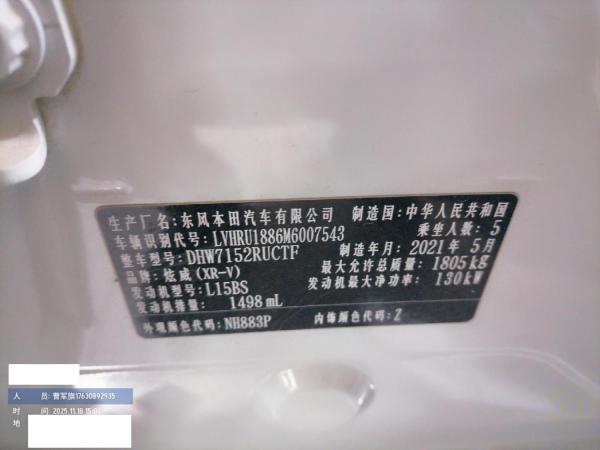 生产厂名:东风本田汽车有限公司 制造国:中华人民共和国
车辆识别代号:LVHRU1886M6007543 乘坐人数:5
整车型号:DHW7152RUCTF 制造年月:2021年5月
品牌:炫威(XR-V) 最大允许总质量:1805kg
发动机型号:L15BS 发动机最大净功率:130kW
发动机排量:1498mL
外观颜色代码:NH883P 内饰颜色代码:Z
人 员:曹军旗17630892935
时 间:2025.11.18 15:0
地